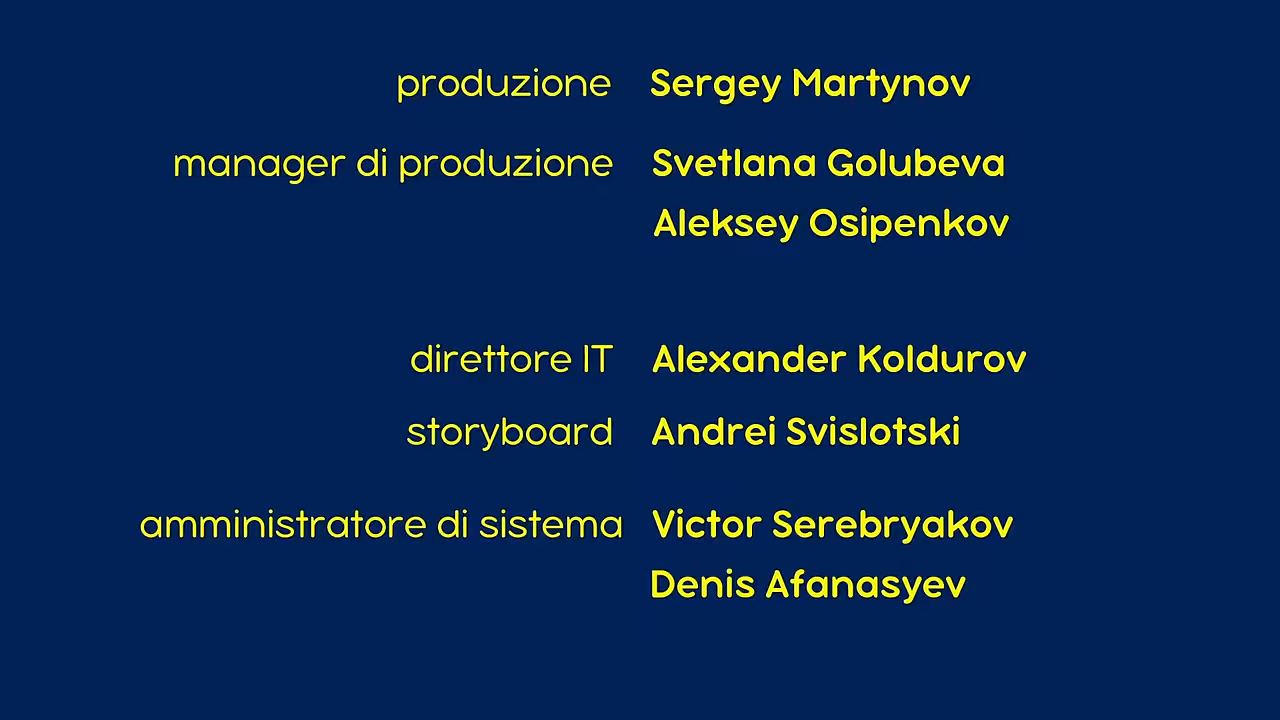 produzione Sergey Martynov
manager di produzione Svetlana Golubeva
Aleksey Osipenkov
direttore IT Alexander Koldurov
storyboard Andrei Svislotski
amministratore di sistema Victor Serebryakov
Denis Afanasyev